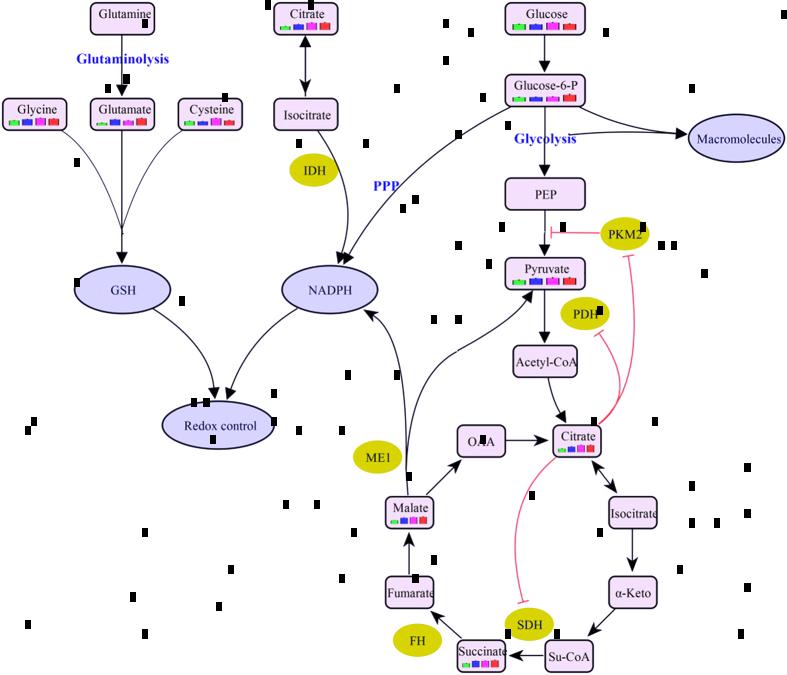 Glutamine
Citrate
Glucose
Glutaminolysis
Glucose-6-P
Glycine
Glutamate
Cysteine
Isocitrate
Glycolysis
Macromolecules
IDH
PPP
PEP
PKM2
Pyruvate
GSH
NADPH
PDH
Acetyl-CoA
Redox control
OAA
Citrate
ME1
Malate
Isocitrate
Fumarate
α-Keto
SDH
FH
Succinate
Su-CoA